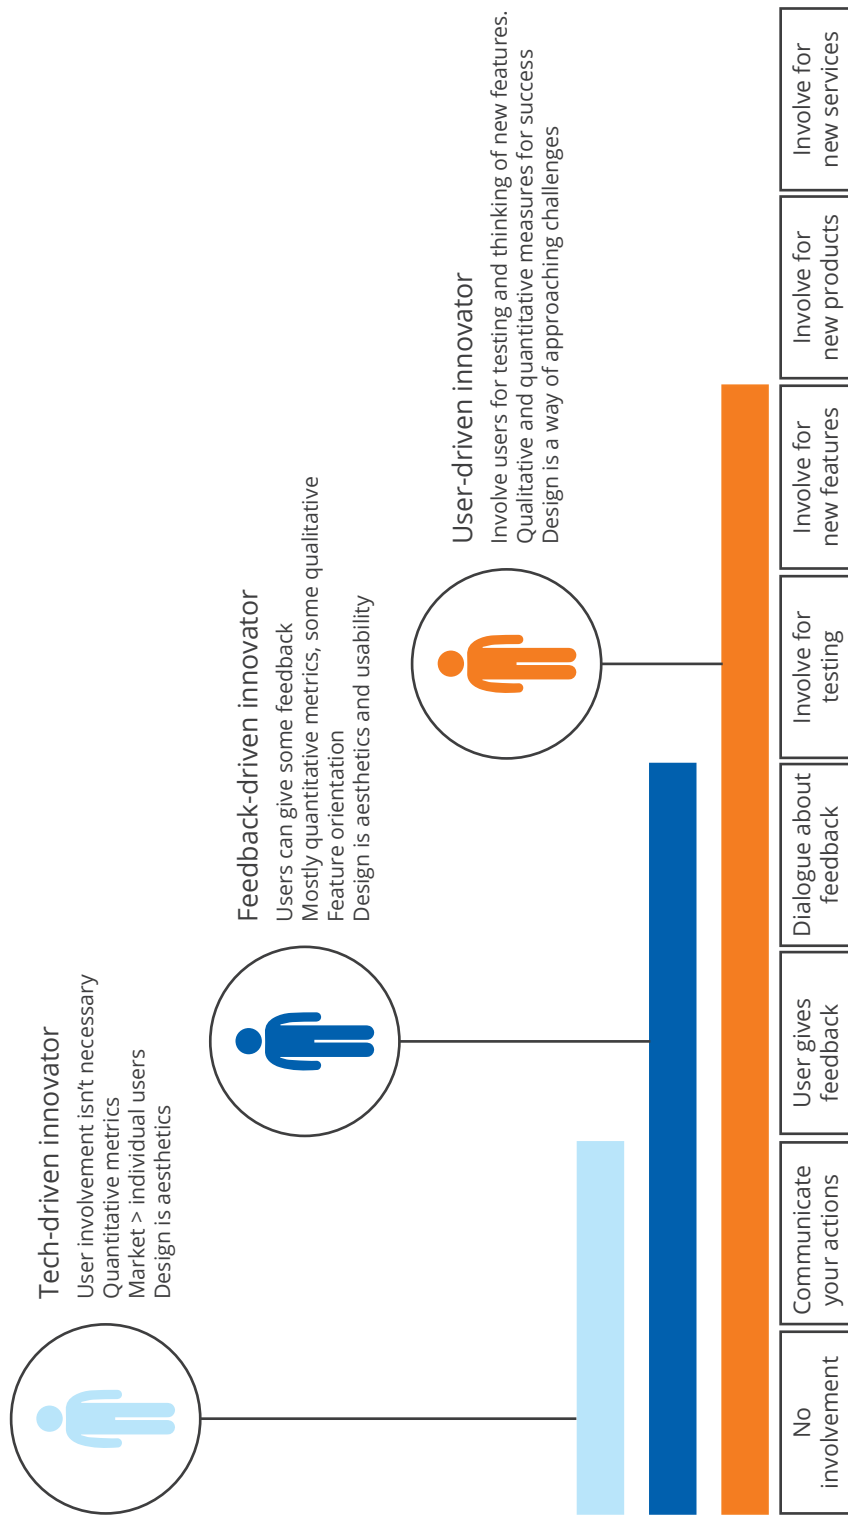 Tech-driven innovator
User involvement isn't necessary
Quantitative metrics
Market > individual users
Design is aesthetics
Feedback-driven innovator
Users can give some feedback
Mostly quantitative metrics, some qualitative
Feature orientation
Design is aesthetics and usability
User-driven innovator
Involve users for testing and thinking of new features.
Qualitative and quantitative measures for success
Design is a way of approaching challenges
No
involvement
Communicate
your actions
User gives
feedback
Dialogue about
feedback
Involve for
testing
Involve for
new features
Involve for
new products
Involve for
new services